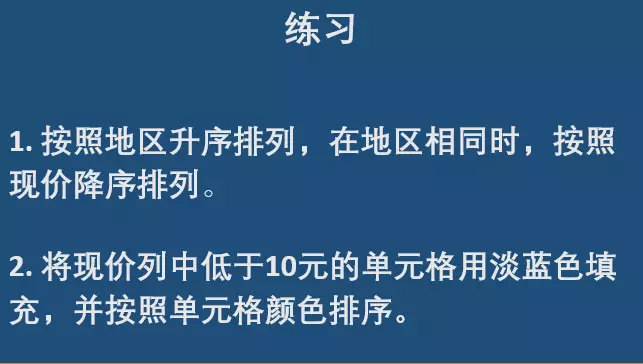 练习
1. 按照地区升序排列，在地区相同时，按照
现价降序排列。
2. 将现价列中低于10元的单元格用淡蓝色填
充，并按照单元格颜色排序。